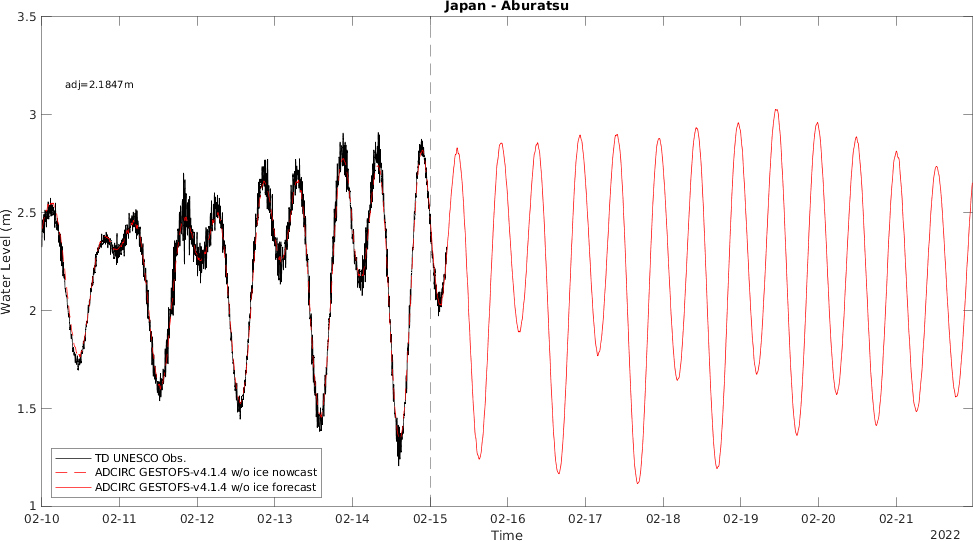 Japan - Aburatsu
3.5
3
2.5
2
1.5
1
Water Level (m)
adj=2.1847m
TD UNESCO Obs.
ADCIRC GESTOFS-v4.1.4 w/o ice nowcast
ADCIRC GESTOFS-v4.1.4 w/o ice forecast
02-10 02-11 02-12 02-13 02-14 02-15 02-16 02-17 02-18 02-19 02-20 02-21
Time
2022